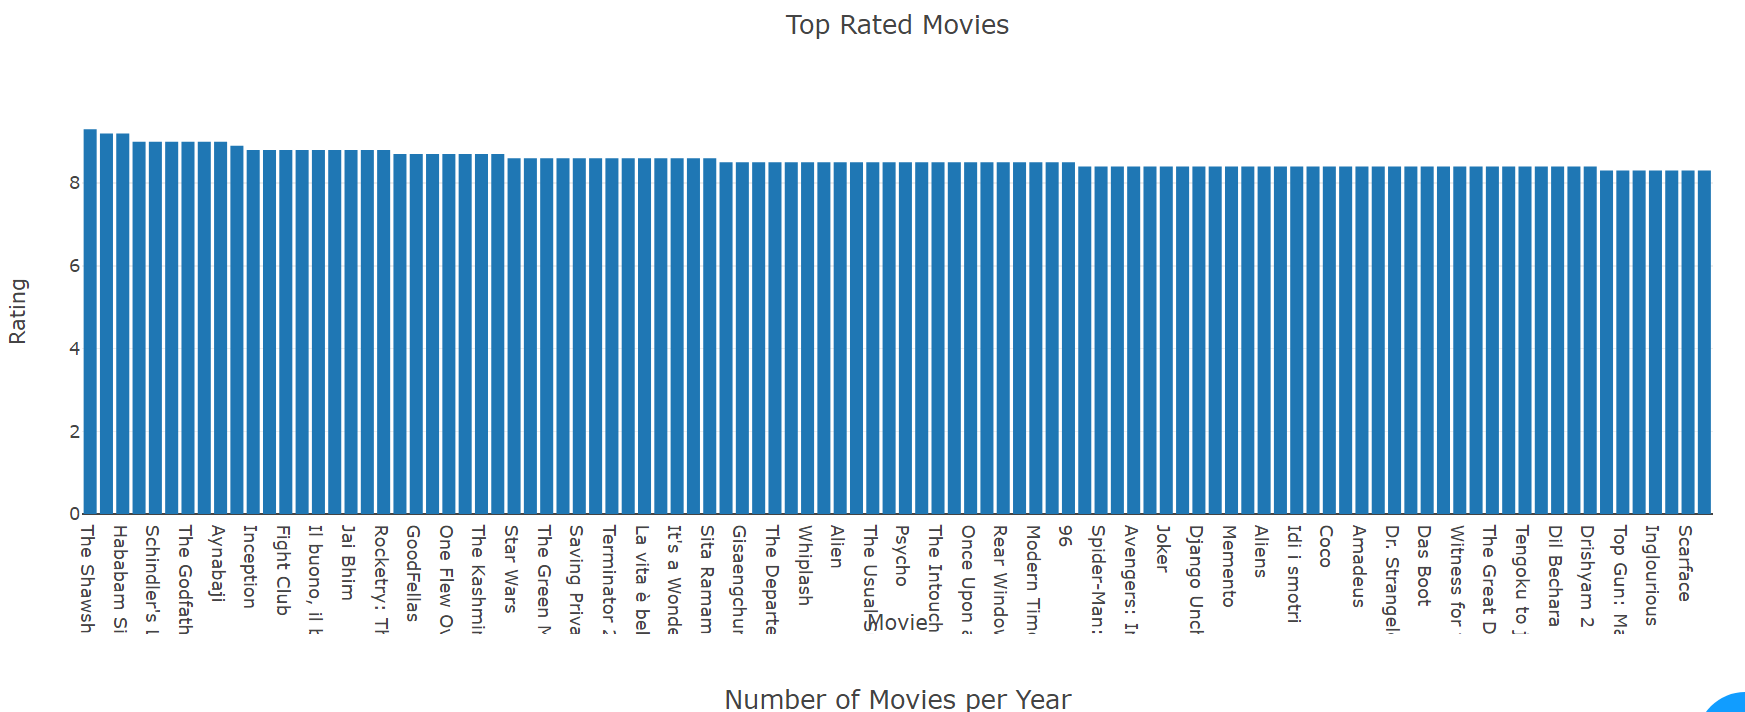 Top Rated Movies
Rating
8
6
4
2
0
The Shawsh
Hababam Si
Schindler's L
The Godfath
Aynabaji
Inception
Fight Club
Il buono, il b
Jai Bhim
Rocketry: Th
GoodFellas
One Flew Ov
The Kashmir
Star Wars
The Green M
Saving Priva
Terminator 2
La vita è bel
It's a Wonde
Sita Ramam
Gisaengchun
The Departe
Whiplash
Alien
The Usual S
Psycho
The Intouch
Once Upon a
Rear Window
Modern Time
96
Spider-Man:
Avengers: In
Joker
Django Unch
Memento
Aliens
Idi i smotri
Coco
Amadeus
Dr. Strangelo
Das Boot
Witness for
The Great D
Tengoku to j
Dil Bechara
Drishyam 2
Top Gun: Ma
Inglourious
Scarface
Movie
Number of Movies per Year